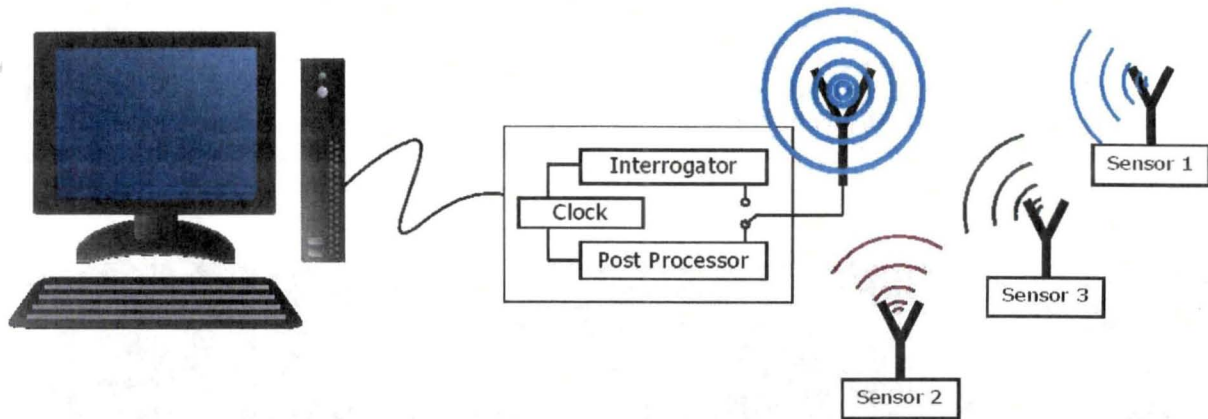 Interrogator
Clock
Post Processor
Sensor 1
Sensor 3
Sensor 2